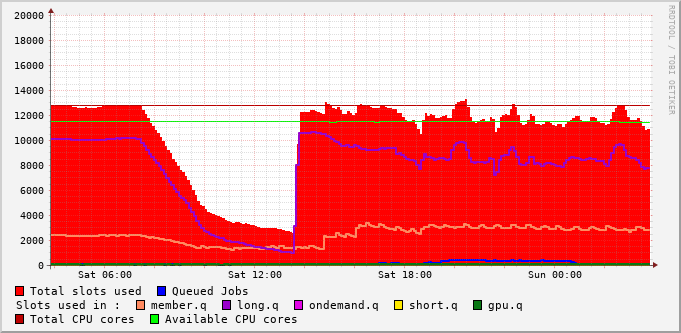 20000
18000
16000
14000
12000
10000
8000
6000
4000
2000
0
Sat 06:00 Sat 12:00 Sat 18:00 Sun 00:00
RRDTOOL / TOBI OETIKER
Total slots used Queued Jobs
Slots used in : member.q long.q ondemand.q short.q gpu.q
Total CPU cores Available CPU cores